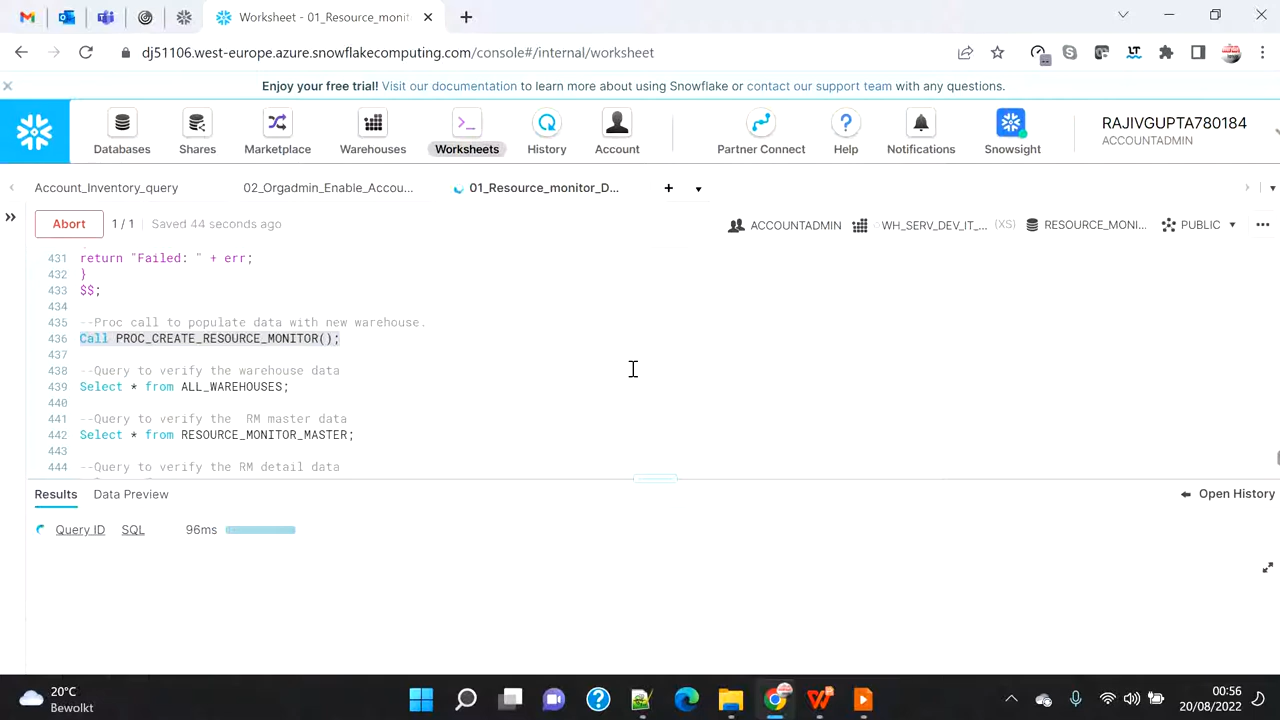 Worksheet - 01_Resource_monit
dj51106.west-europe.azure.snowflakecomputing.com/console#/internal/worksheet
Enjoy your free trial! Visit our documentation to learn more about using Snowflake or contact our support team with any questions.
Databases
Shares
Marketplace
Warehouses
Worksheets
History
Account
Partner Connect
Help
Notifications
Snowsight
RAJIVGUPTA780184
ACCOUNTADMIN
Account_Inventory_query
02_Orgadmin_Enable_Accou...
01_Resource_monitor_D...
Abort 1 / 1 Saved 44 seconds ago
ACCOUNTADMIN WH_SERV_DEV_IT_... (XS) RESOURCE_MONI... PUBLIC
431 return "Failed: " + err;
432 }
433 $$;
434
435 --Proc call to populate data with new warehouse.
436 Call PROC_CREATE_RESOURCE_MONITOR();
437
438 --Query to verify the warehouse data
439 Select * from ALL_WAREHOUSES;
440
441 --Query to verify the  RM master data
442 Select * from RESOURCE_MONITOR_MASTER;
443
444 --Query to verify the RM detail data
Results Data Preview Open History
Query ID SQL 96ms
20°C
Bewolkt
00:56
20/08/2022